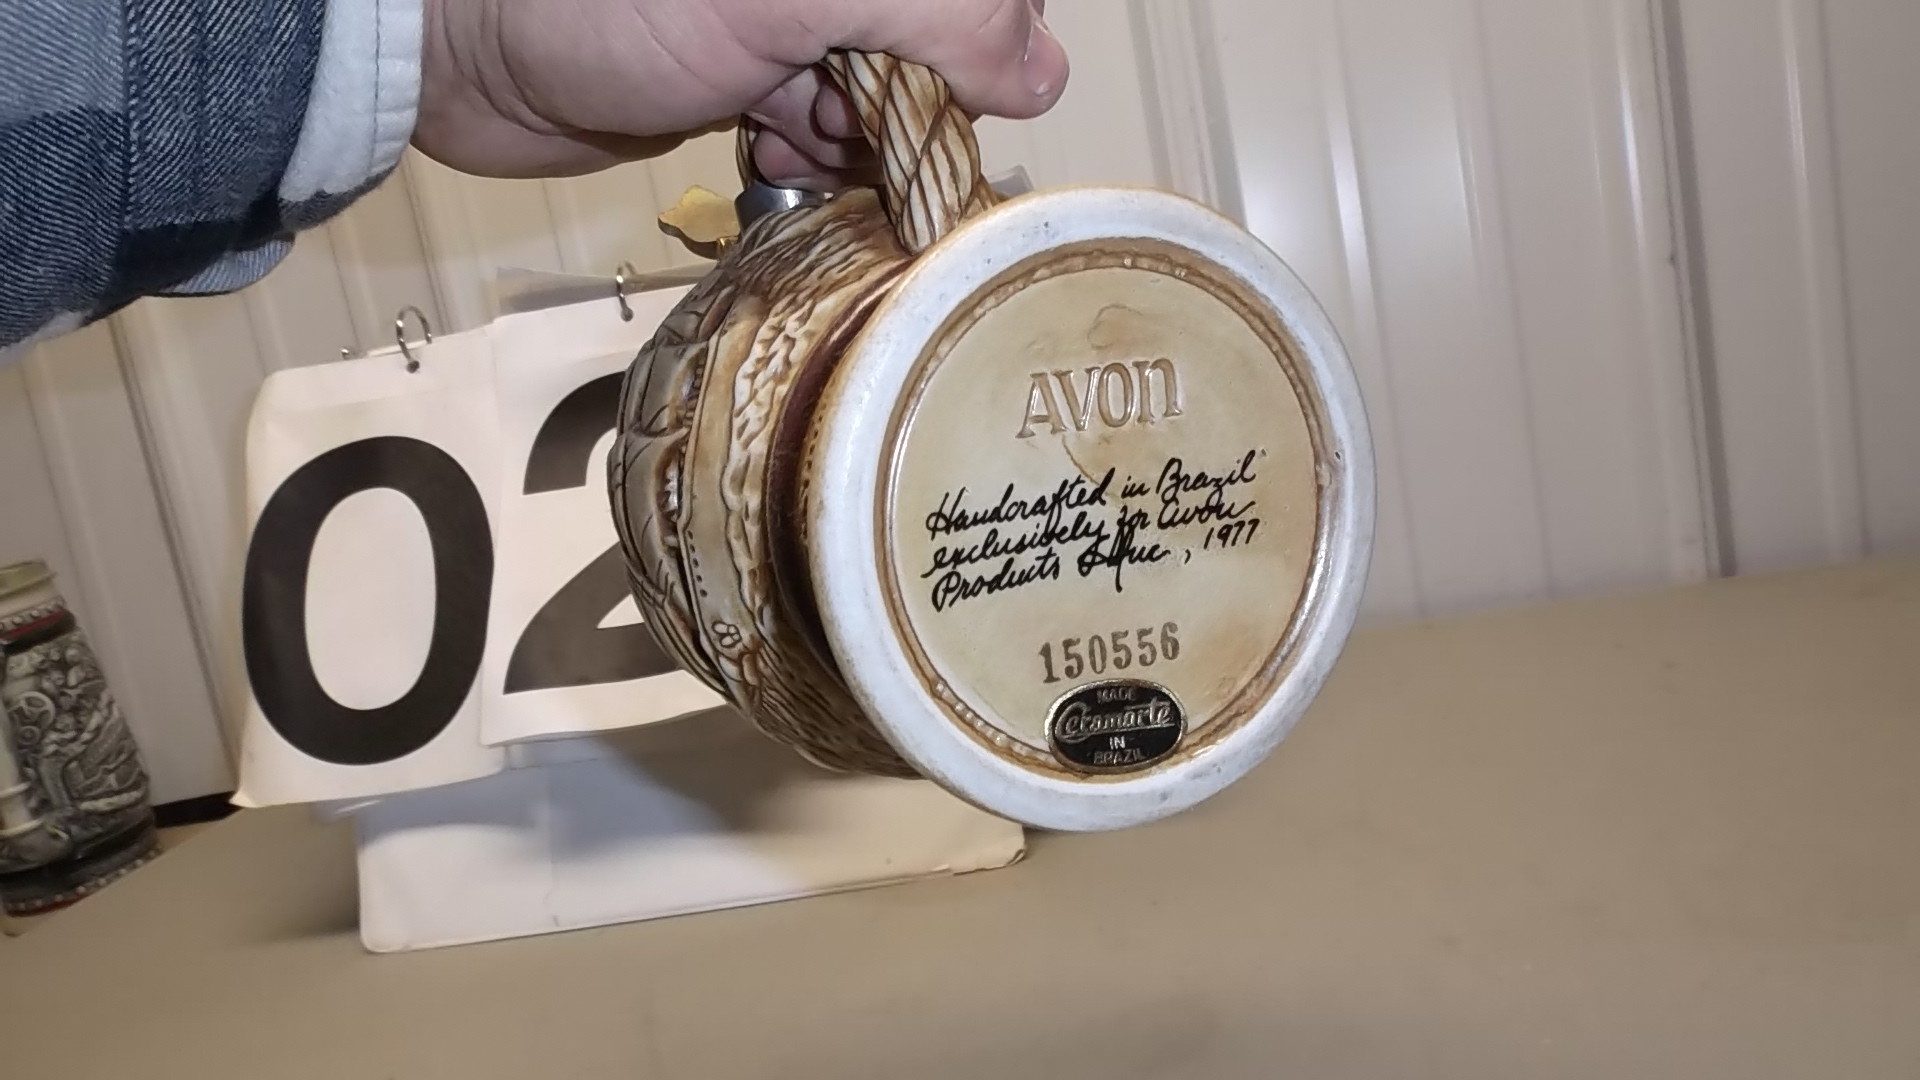 02
AVON
Handcrafted in Brazil
exclusively for Avon
Products Inc, 1977
150556
MADE
Ceramarte
IN
BRAZIL